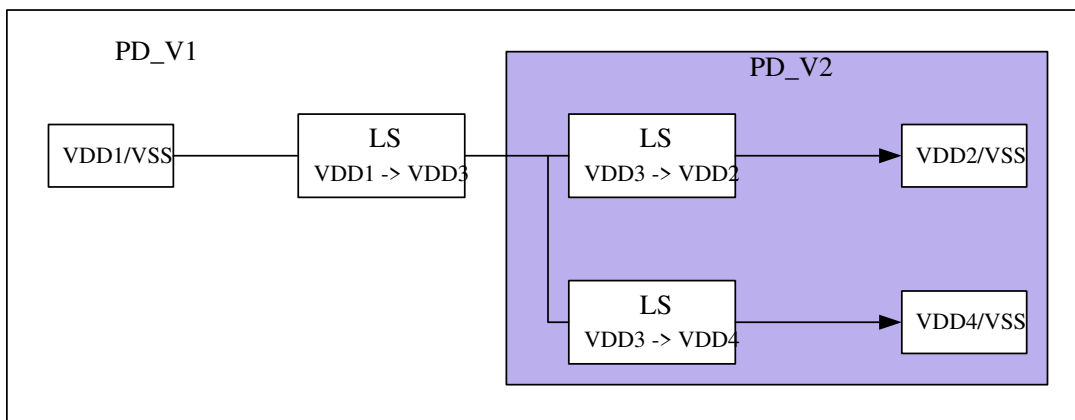 PD_V1
PD_V2
VDD1/VSS
LS
VDD1 -> VDD3
LS
VDD3 -> VDD2
VDD2/VSS
LS
VDD3 -> VDD4
VDD4/VSS